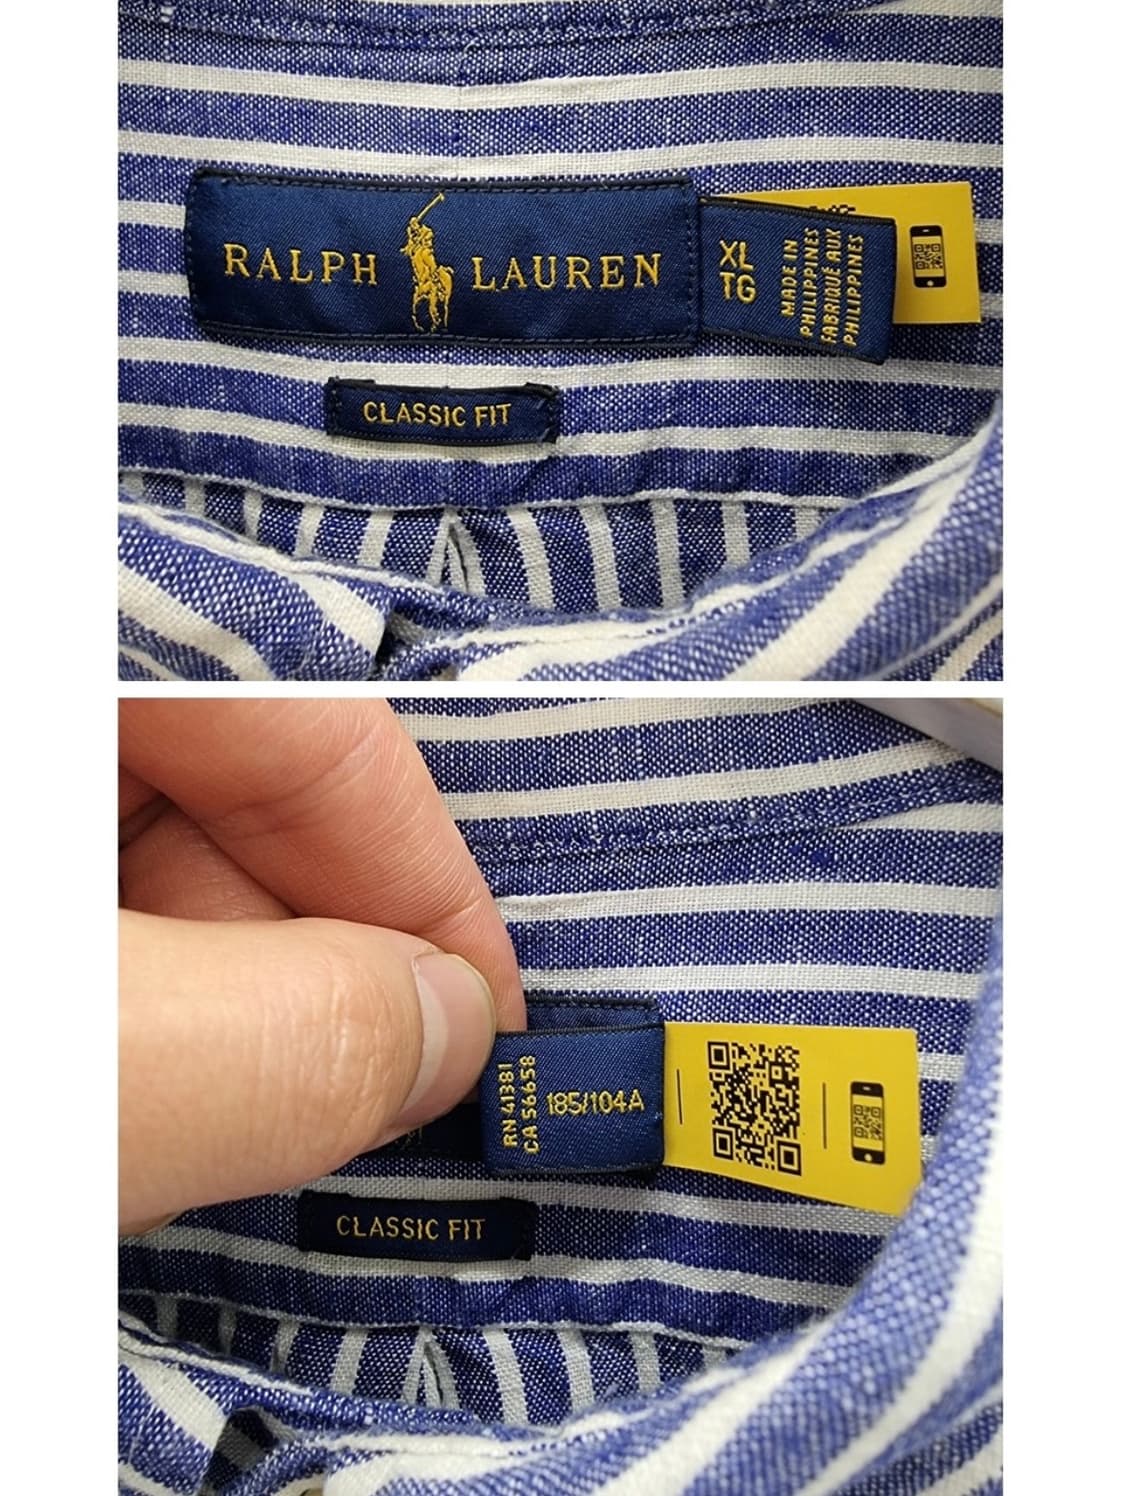 RALPH LAUREN
XL
TG
MADE IN
PHILIPPINES
FABRIQUÉ AUX
PHILIPPINES
CLASSIC FIT
RN 41381
CA 56658
185/104A
CLASSIC FIT